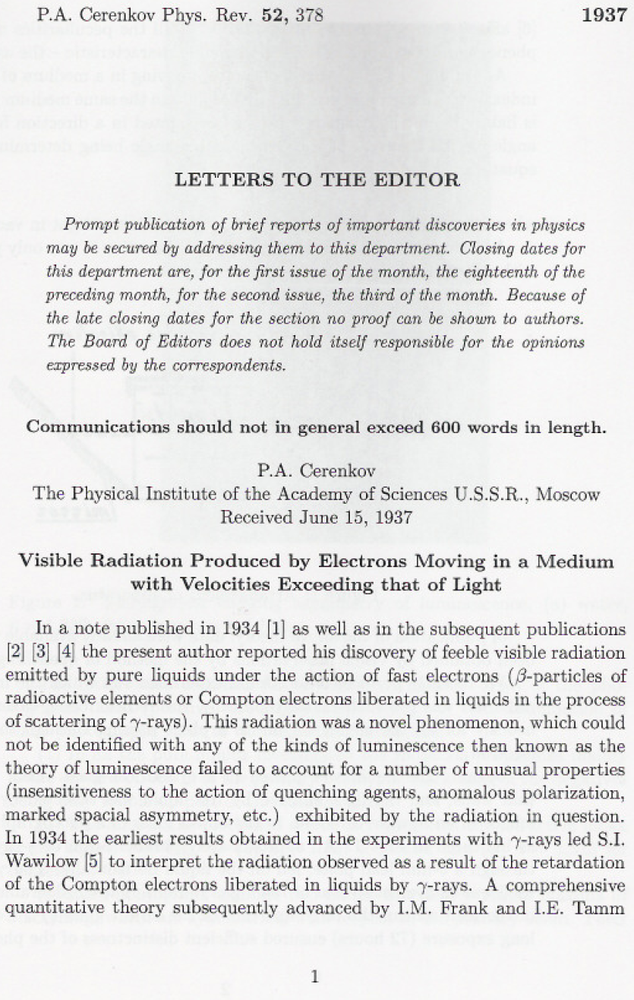 P.A. Cerenkov Phys. Rev. 52, 378 1937
LETTERS TO THE EDITOR
Prompt publication of brief reports of important discoveries in physics
may be secured by addressing them to this department. Closing dates for
this department are, for the first issue of the month, the eighteenth of the
preceding month, for the second issue, the third of the month. Because of
the late closing dates for the section no proof can be shown to authors.
The Board of Editors does not hold itself responsible for the opinions
expressed by the correspondents.
Communications should not in general exceed 600 words in length.
P.A. Cerenkov
The Physical Institute of the Academy of Sciences U.S.S.R., Moscow
Received June 15, 1937
Visible Radiation Produced by Electrons Moving in a Medium
with Velocities Exceeding that of Light
In a note published in 1934 [1] as well as in the subsequent publications
[2] [3] [4] the present author reported his discovery of feeble visible radiation
emitted by pure liquids under the action of fast electrons (β-particles of
radioactive elements or Compton electrons liberated in liquids in the process
of scattering of γ-rays). This radiation was a novel phenomenon, which could
not be identified with any of the kinds of luminescence then known as the
theory of luminescence failed to account for a number of unusual properties
(insensitiveness to the action of quenching agents, anomalous polarization,
marked spacial asymmetry, etc.) exhibited by the radiation in question.
In 1934 the earliest results obtained in the experiments with γ-rays led S.I.
Wawilow [5] to interpret the radiation observed as a result of the retardation
of the Compton electrons liberated in liquids by γ-rays. A comprehensive
quantitative theory subsequently advanced by I.M. Frank and I.E. Tamm
1